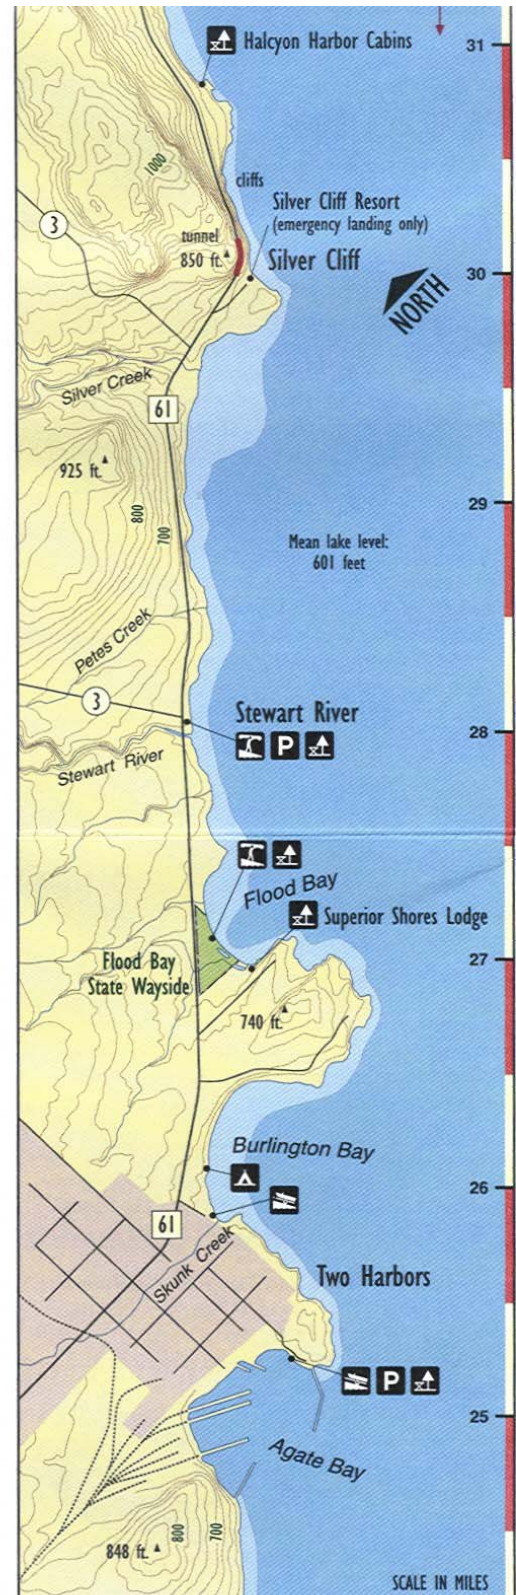 31
Halcyon Harbor Cabins
1000
cliffs
Silver Cliff Resort
(emergency landing only)
3
tunnel
850 ft.
Silver Cliff
30
NORTH
Silver Creek
61
925 ft.
800
700
29
Mean lake level:
601 feet
Petes Creek
3
Stewart River
28
P
Stewart River
Flood Bay
Superior Shores Lodge
27
Flood Bay
State Wayside
740 ft.
Burlington Bay
26
61
Skunk Creek
Two Harbors
P
25
Agate Bay
800
700
848 ft.
SCALE IN MILES